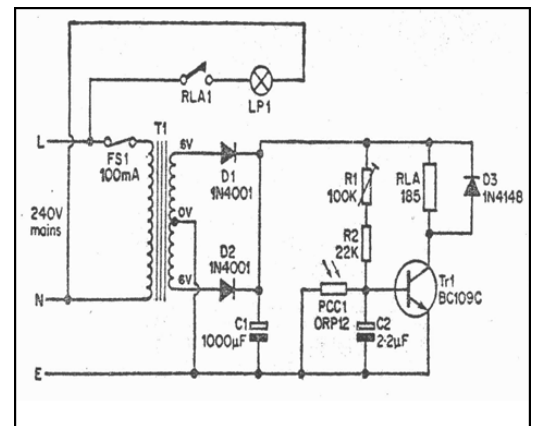 RLA1
LP1
L
FS1
100mA
T1
6V
D1
1N4001
0V
240V
mains
D2
1N4001
6V
N
C1
1000µF
E
R1
100K
R2
22K
PCC1
ORP12
C2
2·2µF
RLA
185
D3
1N4148
Tr1
BC109C